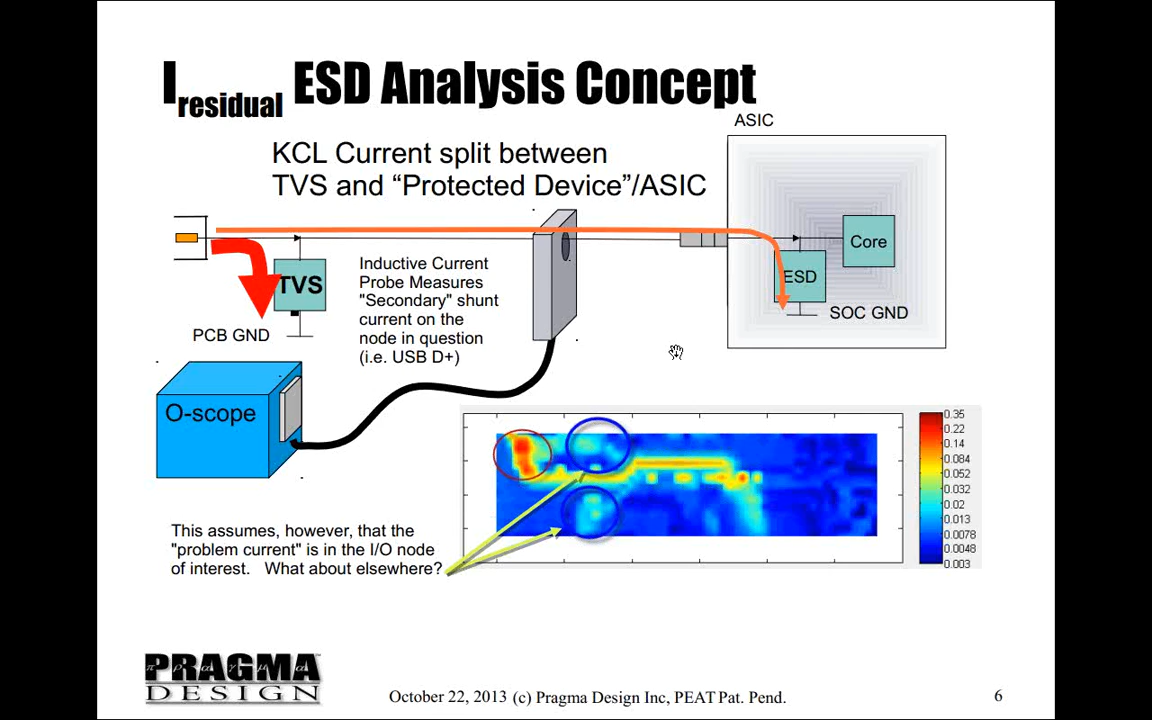 Iresidual ESD Analysis Concept
ASIC
KCL Current split between
TVS and “Protected Device”/ASIC
Core
TVS
ESD
Inductive Current
Probe Measures
"Secondary" shunt
current on the
node in question
(i.e. USB D+)
SOC GND
PCB GND
O-scope
0.35
0.22
0.14
0.084
0.052
0.032
0.02
0.013
0.0078
0.0048
0.003
This assumes, however, that the
"problem current" is in the I/O node
of interest. What about elsewhere?
PRAGMA
π ρ α γ μ α
DESIGN
October 22, 2013 (c) Pragma Design Inc, PEAT Pat. Pend.
6